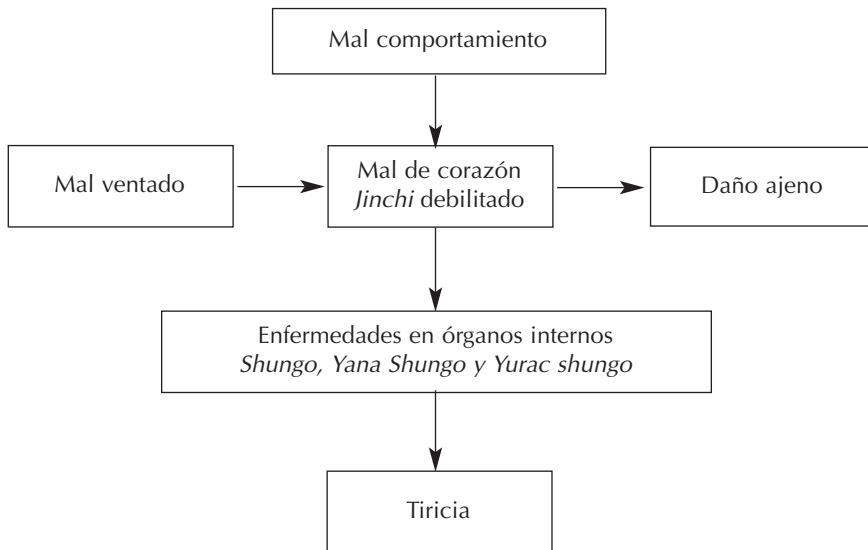 Mal comportamiento
Mal ventado
Mal de corazón
Jinchi debilitado
Daño ajeno
Enfermedades en órganos internos
Shungo, Yana Shungo y Yurac shungo
Tiricia